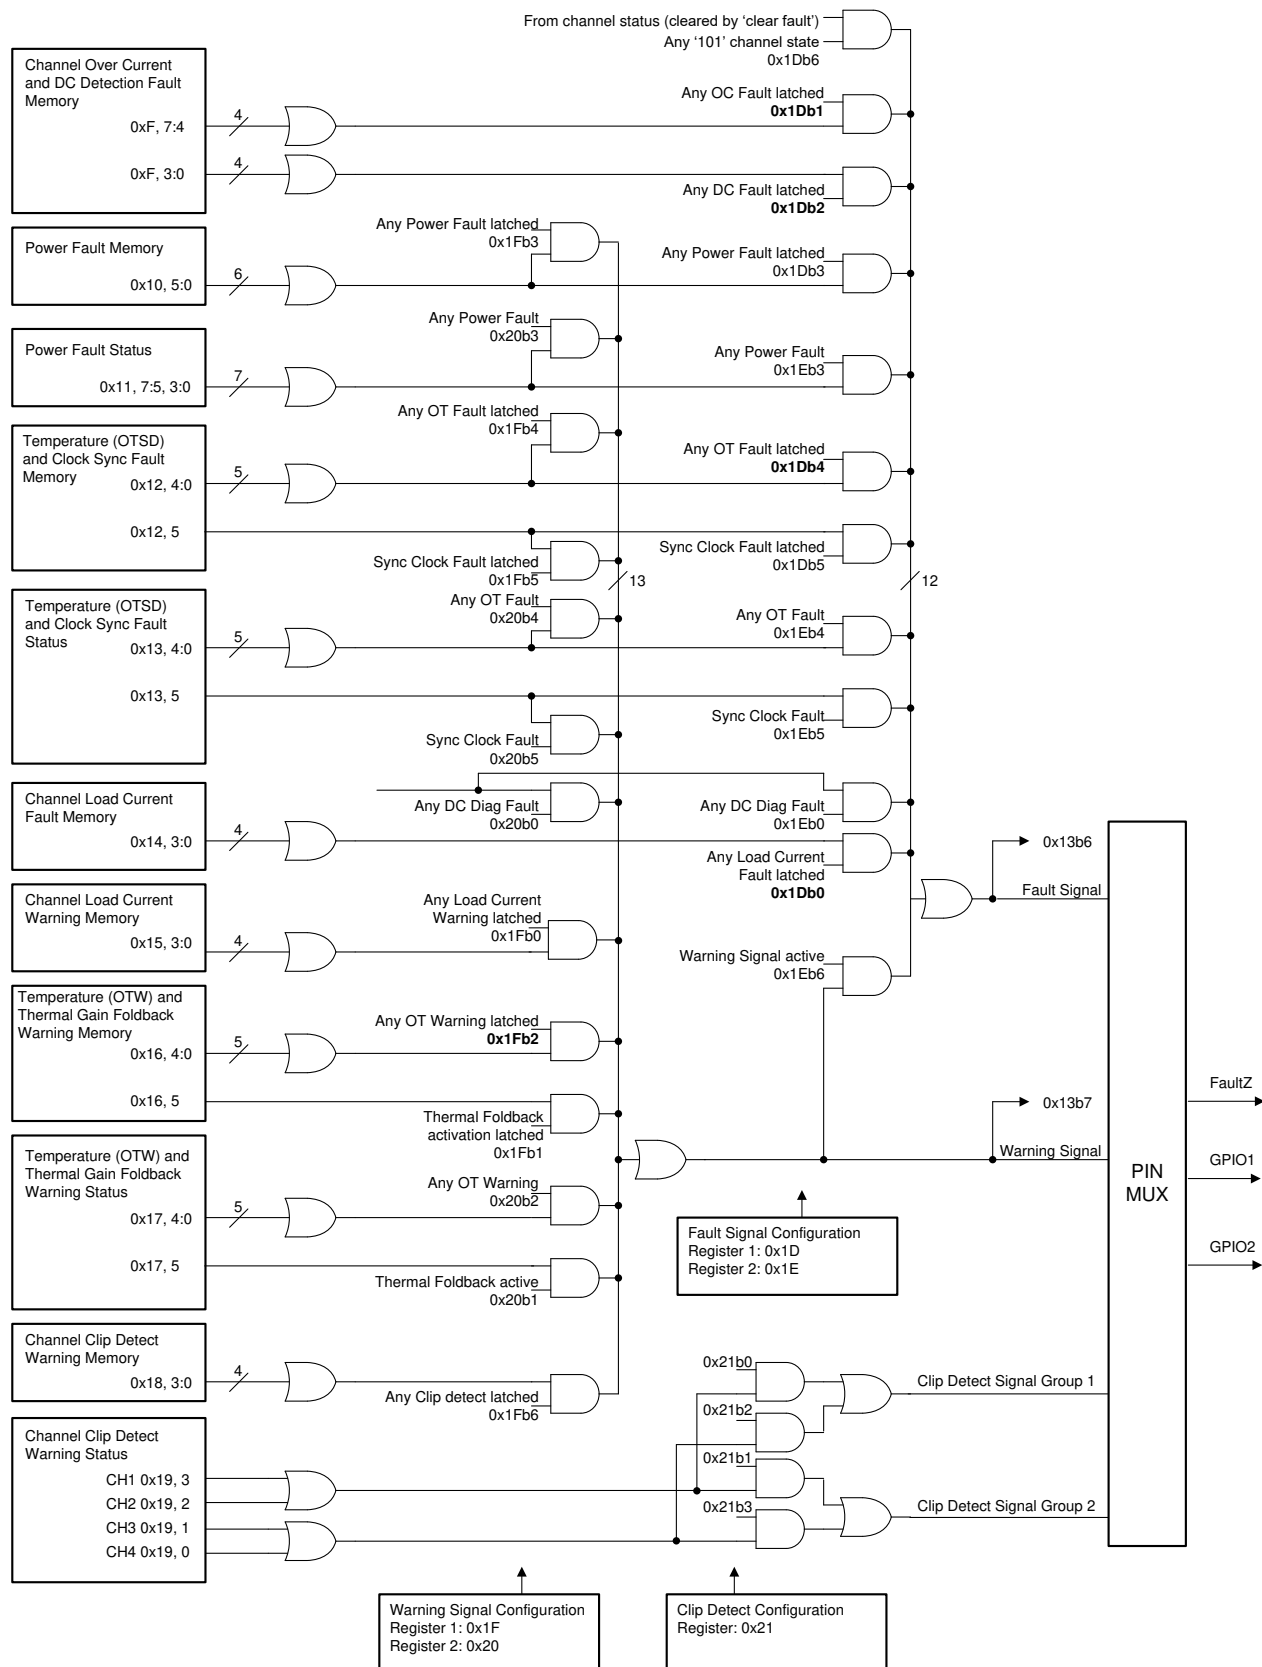 From channel status (cleared by ‘clear fault’)
Any ‘101’ channel state
0x1Db6
Channel Over Current
and DC Detection Fault
Memory
0xF, 7:4
4
0xF, 3:0
4
Any OC Fault latched
0x1Db1
Any DC Fault latched
0x1Db2
Power Fault Memory
0x10, 5:0
6
Any Power Fault latched
0x1Fb3
Any Power Fault latched
0x1Db3
Power Fault Status
0x11, 7:5, 3:0
7
Any Power Fault
0x20b3
Any Power Fault
0x1Eb3
Temperature (OTSD)
and Clock Sync Fault
Memory
0x12, 4:0
5
0x12, 5
Any OT Fault latched
0x1Fb4
Any OT Fault latched
0x1Db4
Sync Clock Fault latched
0x1Fb5
Sync Clock Fault latched
0x1Db5
13
12
Temperature (OTSD)
and Clock Sync Fault
Status
0x13, 4:0
5
0x13, 5
Any OT Fault
0x20b4
Any OT Fault
0x1Eb4
Sync Clock Fault
0x20b5
Sync Clock Fault
0x1Eb5
Channel Load Current
Fault Memory
0x14, 3:0
4
Any DC Diag Fault
0x20b0
Any DC Diag Fault
0x1Eb0
Any Load Current
Fault latched
0x1Db0
0x13b6
Fault Signal
Channel Load Current
Warning Memory
0x15, 3:0
4
Any Load Current
Warning latched
0x1Fb0
Warning Signal active
0x1Eb6
Temperature (OTW) and
Thermal Gain Foldback
Warning Memory
0x16, 4:0
5
0x16, 5
Any OT Warning latched
0x1Fb2
Thermal Foldback
activation latched
0x1Fb1
0x13b7
Warning Signal
Temperature (OTW) and
Thermal Gain Foldback
Warning Status
0x17, 4:0
5
0x17, 5
Any OT Warning
0x20b2
Thermal Foldback active
0x20b1
Fault Signal Configuration
Register 1: 0x1D
Register 2: 0x1E
PIN
MUX
FaultZ
GPIO1
GPIO2
Channel Clip Detect
Warning Memory
0x18, 3:0
4
Any Clip detect latched
0x1Fb6
0x21b0
0x21b2
0x21b1
0x21b3
Clip Detect Signal Group 1
Clip Detect Signal Group 2
Channel Clip Detect
Warning Status
CH1 0x19, 3
CH2 0x19, 2
CH3 0x19, 1
CH4 0x19, 0
Warning Signal Configuration
Register 1: 0x1F
Register 2: 0x20
Clip Detect Configuration
Register: 0x21